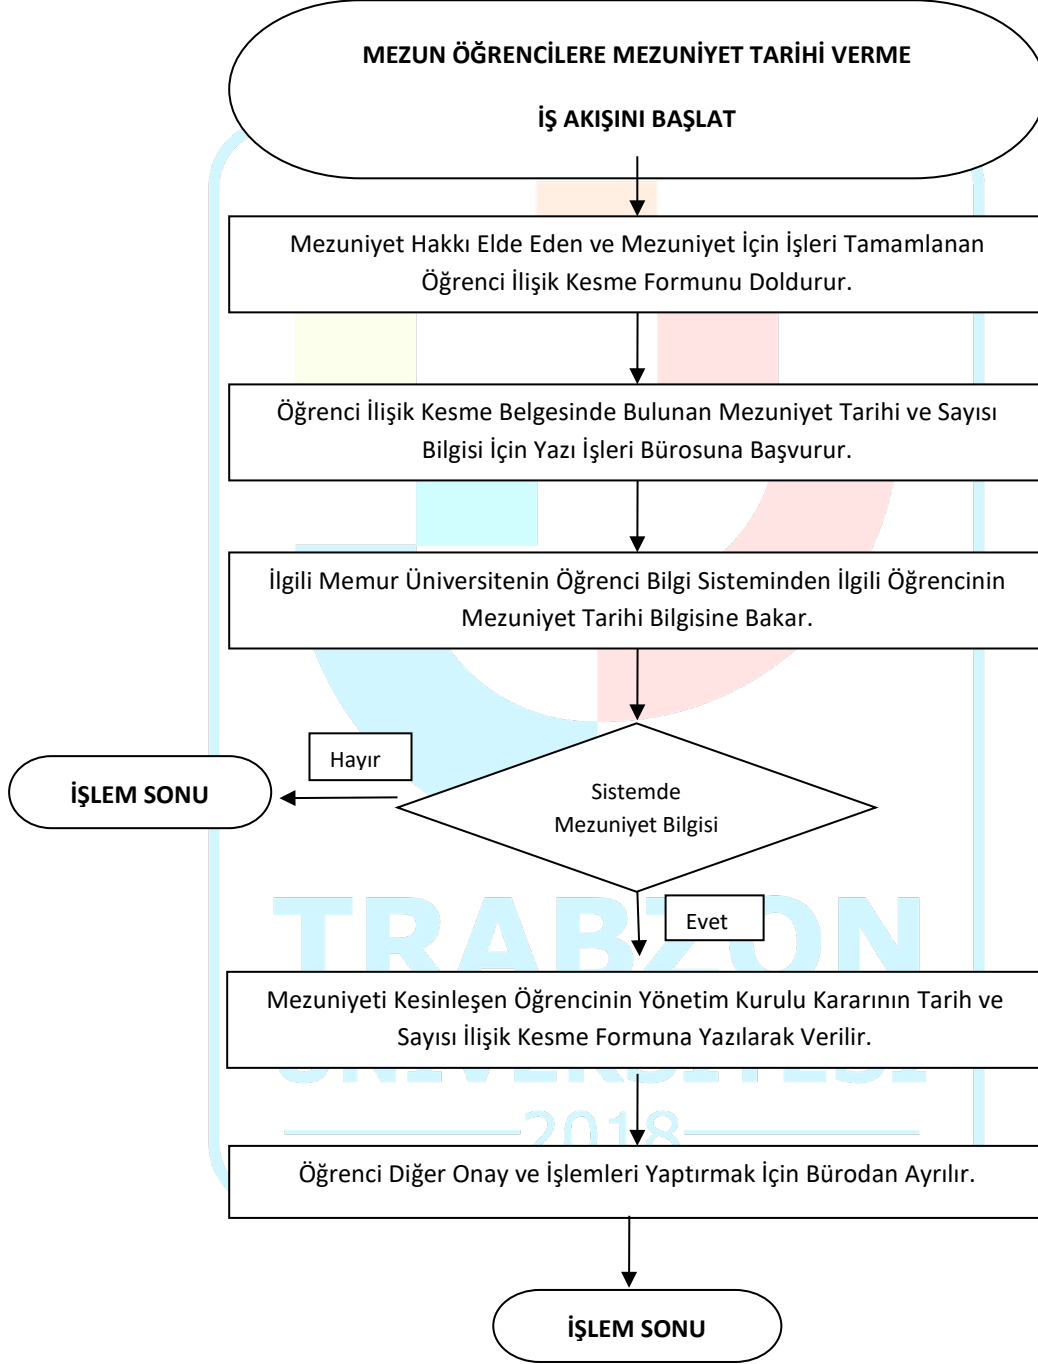 MEZUN ÖĞRENCİLERE MEZUNİYET TARİHİ VERME
İŞ AKIŞINI BAŞLAT
Mezuniyet Hakkı Elde Eden ve Mezuniyet İçin İşleri Tamamlanan
Öğrenci İlişik Kesme Formunu Doldurur.
Öğrenci İlişik Kesme Belgesinde Bulunan Mezuniyet Tarihi ve Sayısı
Bilgisi İçin Yazı İşleri Bürosuna Başvurur.
İlgili Memur Üniversitenin Öğrenci Bilgi Sisteminden İlgili Öğrencinin
Mezuniyet Tarihi Bilgisine Bakar.
Hayır
İŞLEM SONU
Sistemde
Mezuniyet Bilgisi
Evet
TRABZON
Mezuniyeti Kesinleşen Öğrencinin Yönetim Kurulu Kararının Tarih ve
Sayısı İlişik Kesme Formuna Yazılarak Verilir.
ÜNİVERSİTESİ
2018
Öğrenci Diğer Onay ve İşlemleri Yaptırmak İçin Bürodan Ayrılır.
İŞLEM SONU